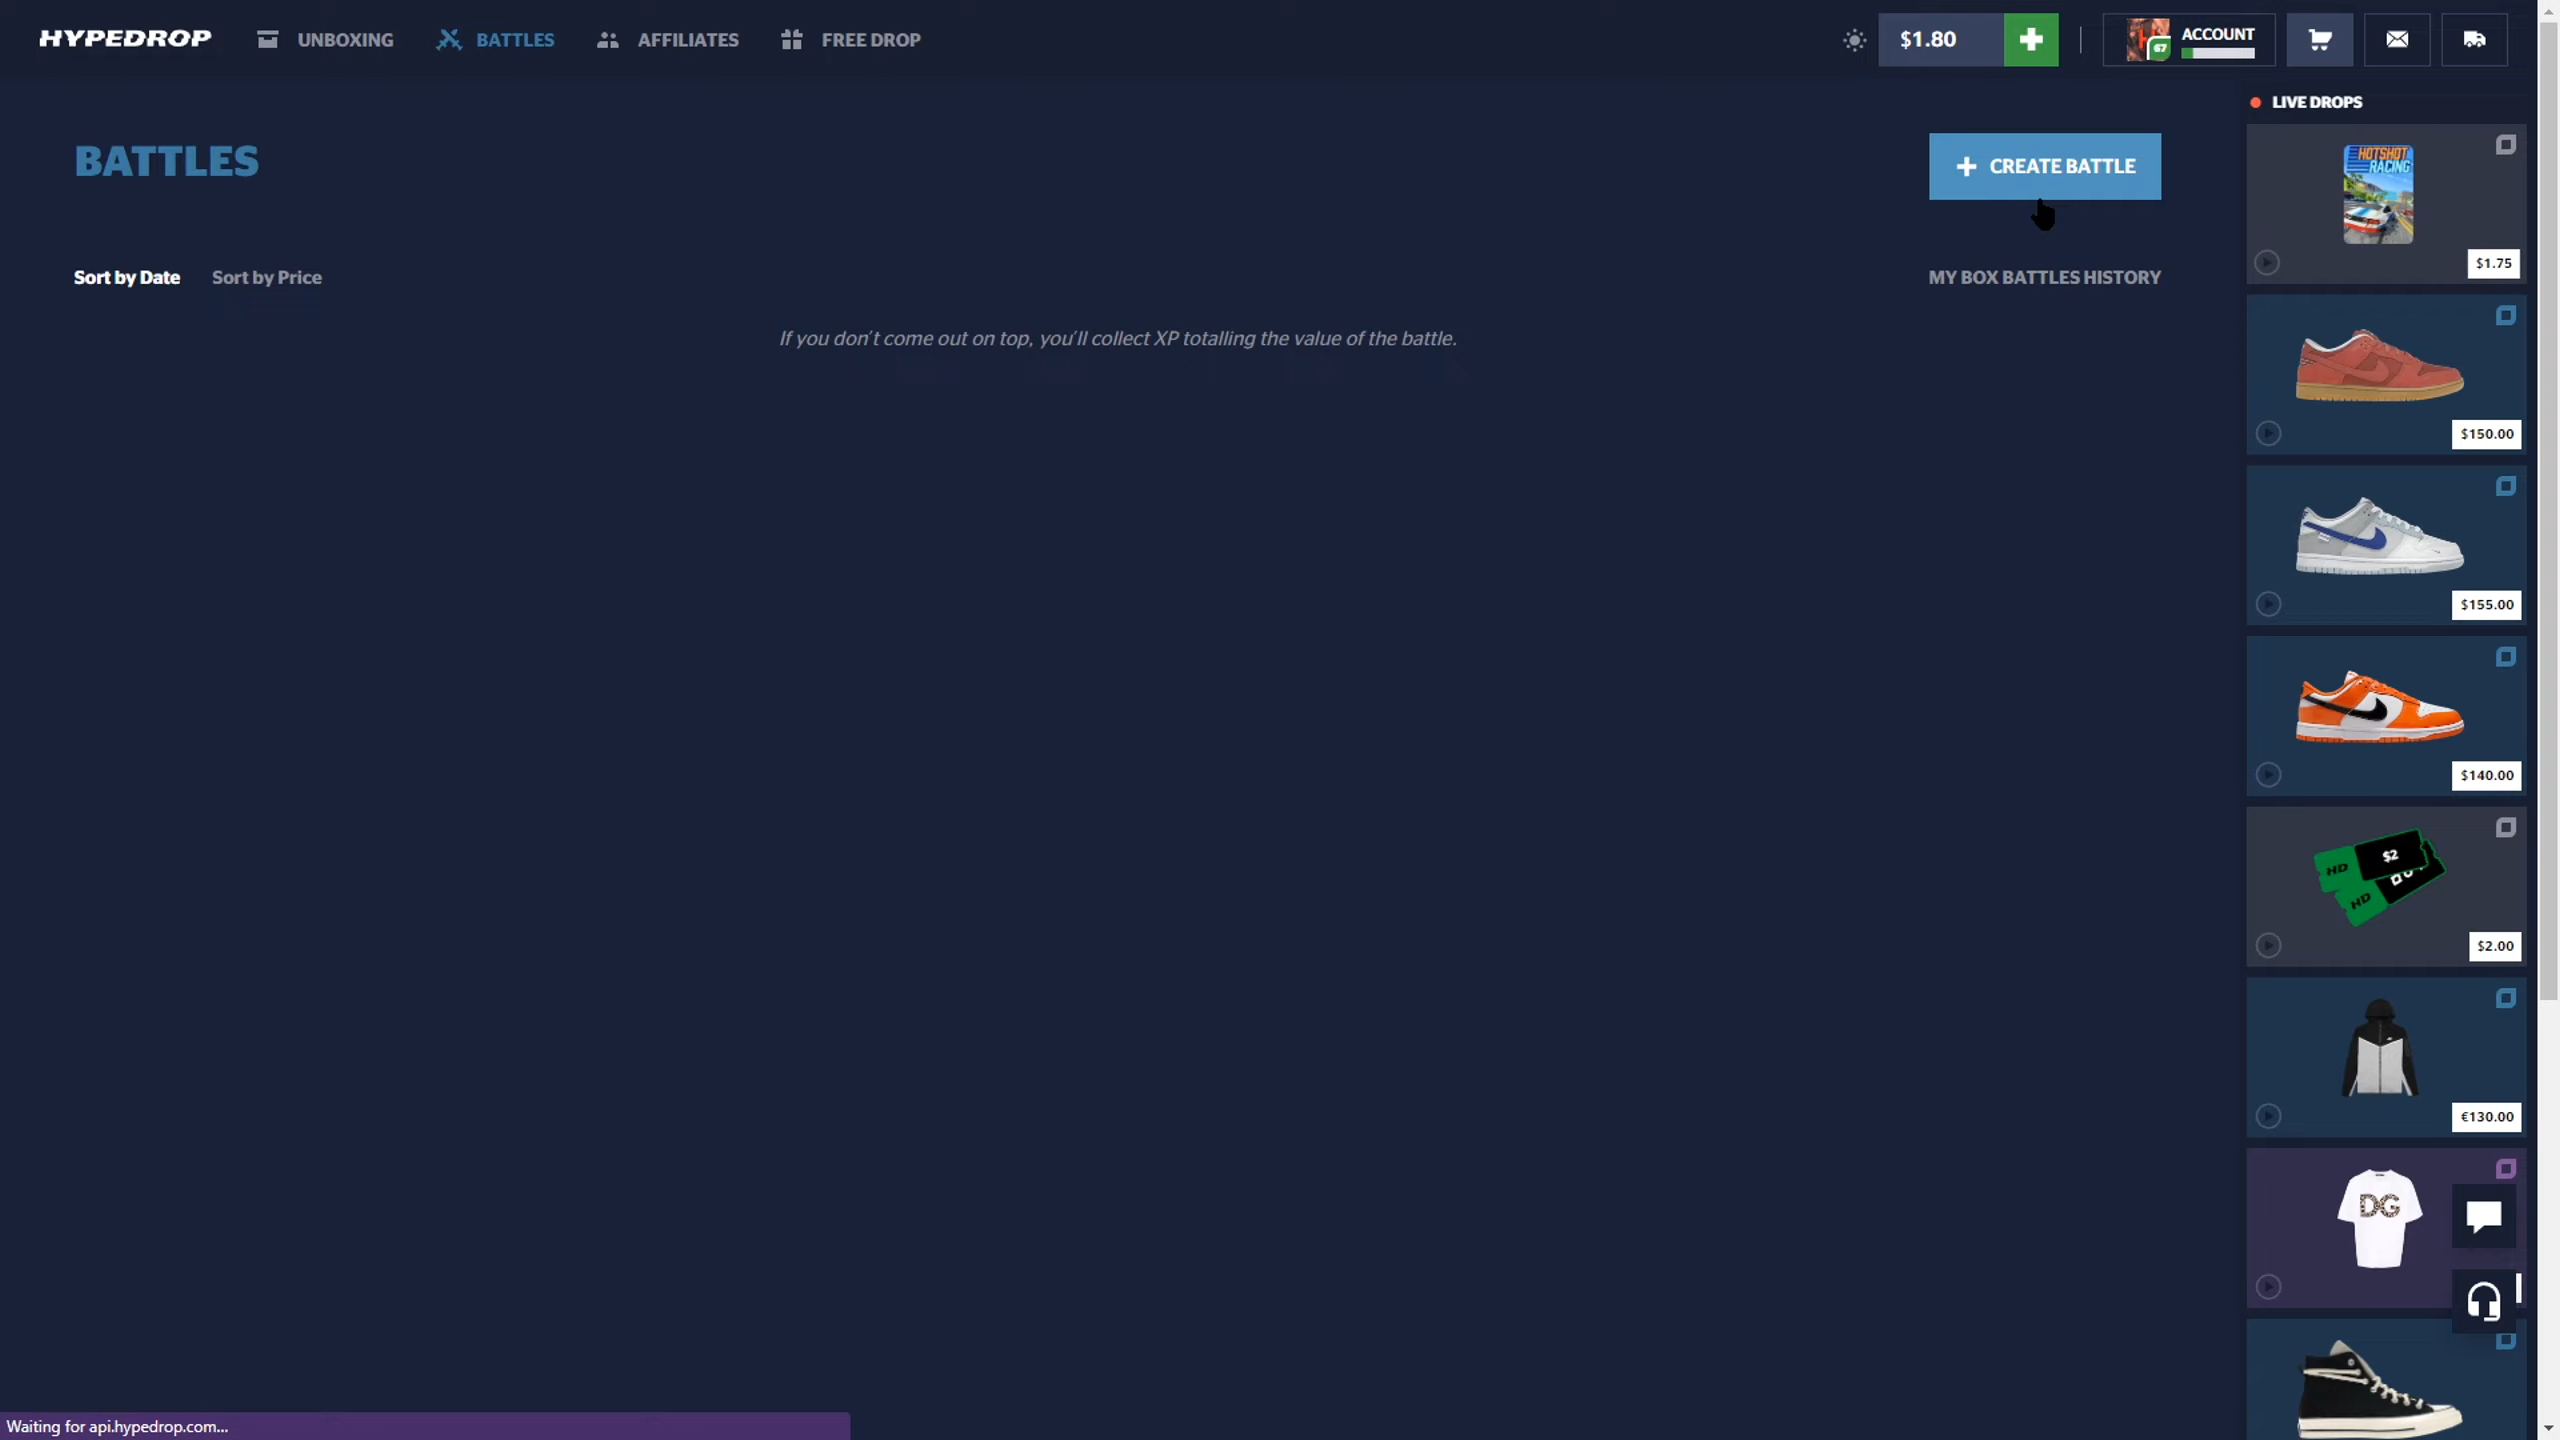 HYPEDROP UNBOXING BATTLES AFFILIATES FREE DROP $1.80 67 ACCOUNT
LIVE DROPS
BATTLES
CREATE BATTLE
Sort by Date Sort by Price MY BOX BATTLES HISTORY
If you don't come out on top, you'll collect XP totalling the value of the battle.
HOTSHOT
RACING
$1.75
$150.00
$155.00
$140.00
$2
HD
HD
$2.00
€130.00
DG
Waiting for api.hypedrop.com...